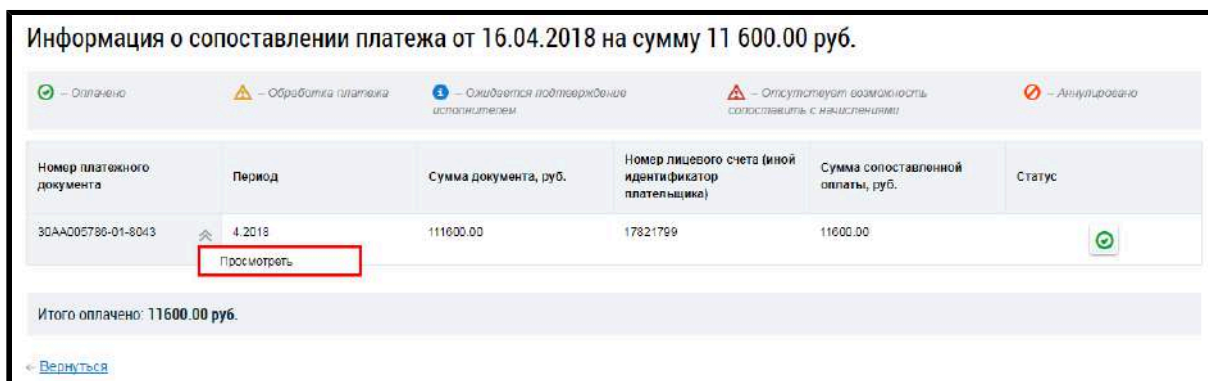 Информация о сопоставлении платежа от 16.04.2018 на сумму 11 600.00 руб.
– Оплачено
– Обработка платежа
– Ожидается подтверждение
исполнителем
– Отсутствует возможность
сопоставить с начислениями
– Аннулировано
Номер платежного
документа
Период
Сумма документа, руб.
Номер лицевого счета (иной
идентификатор
плательщика)
Сумма сопоставленной
оплаты, руб.
Статус
30АА005786-01-8043
4.2018
111600.00
17821799
11600.00
Просмотреть
Итого оплачено: 11600.00 руб.
← Вернуться